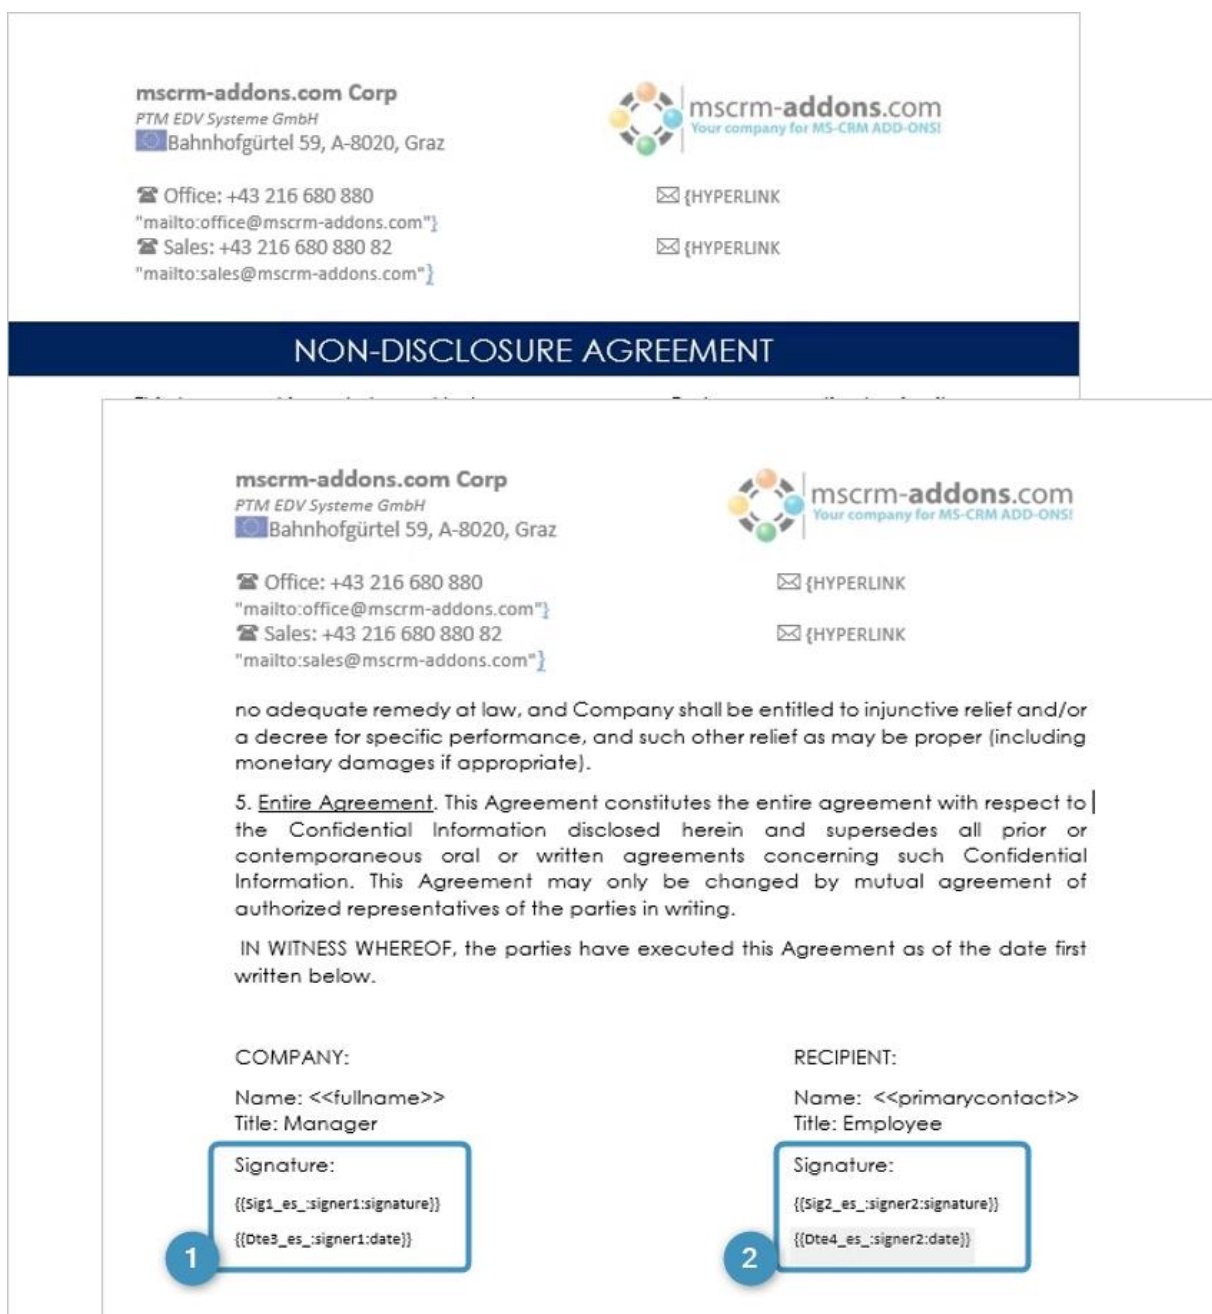 mscrm-addons.com Corp
PTM EDV Systeme GmbH
Bahnhofgürtel 59, A-8020, Graz
mscrm-addons.com
Your company for MS-CRM ADD-ONS!
☎ Office: +43 216 680 880 ✉ {HYPERLINK
"mailto:office@mscrm-addons.com"}
☎ Sales: +43 216 680 880 82 ✉ {HYPERLINK
"mailto:sales@mscrm-addons.com"}
NON-DISCLOSURE AGREEMENT
mscrm-addons.com Corp
PTM EDV Systeme GmbH
Bahnhofgürtel 59, A-8020, Graz
mscrm-addons.com
Your company for MS-CRM ADD-ONS!
☎ Office: +43 216 680 880 ✉ {HYPERLINK
"mailto:office@mscrm-addons.com"}
☎ Sales: +43 216 680 880 82 ✉ {HYPERLINK
"mailto:sales@mscrm-addons.com"}
no adequate remedy at law, and Company shall be entitled to injunctive relief and/or
a decree for specific performance, and such other relief as may be proper (including
monetary damages if appropriate).
5. Entire Agreement. This Agreement constitutes the entire agreement with respect to
the Confidential Information disclosed herein and supersedes all prior or
contemporaneous oral or written agreements concerning such Confidential
Information. This Agreement may only be changed by mutual agreement of
authorized representatives of the parties in writing.
IN WITNESS WHEREOF, the parties have executed this Agreement as of the date first
written below.
COMPANY:
Name: <<fullname>>
Title: Manager
Signature:
{{Sig1_es_:signer1:signature}}
{{Dte3_es_:signer1:date}}
1
RECIPIENT:
Name: <<primarycontact>>
Title: Employee
Signature:
{{Sig2_es_:signer2:signature}}
{{Dte4_es_:signer2:date}}
2